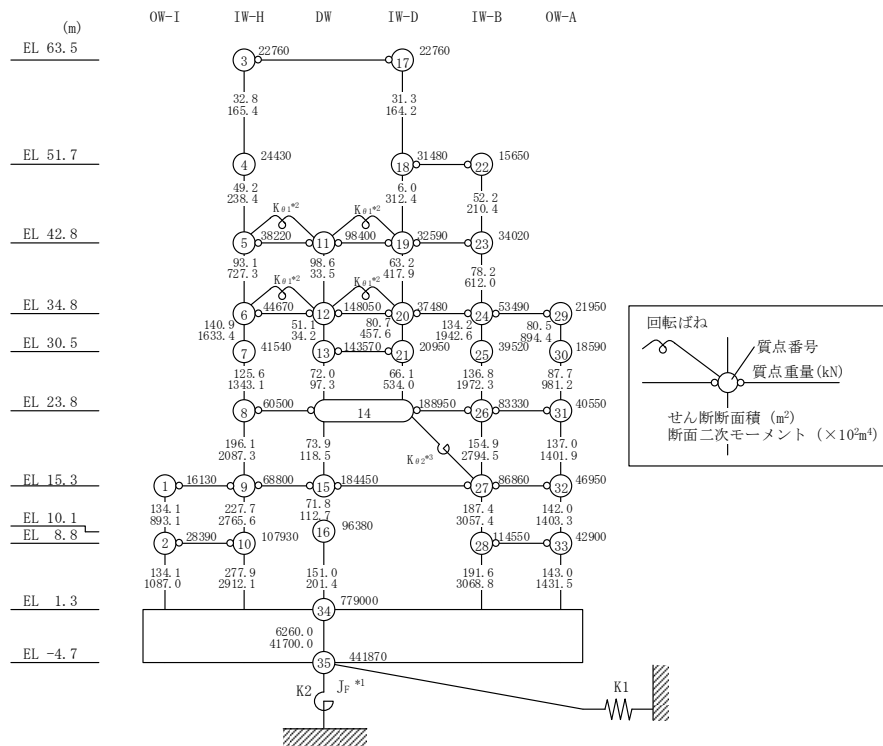 OW-I IW-H DW IW-D IW-B OW-A
(m)
EL 63.5
3 22760 17 22760
32.8 31.3
165.4 164.2
EL 51.7
4 24430 18 31480 22 15650
49.2 6.0 52.2
238.4 312.4 210.4
Kθ1*2 Kθ1*2
EL 42.8
5 38220 11 98400 19 32590 23 34020
93.1 98.6 63.2 78.2
727.3 33.5 417.9 612.0
Kθ1*2 Kθ1*2
EL 34.8
6 44670 12 148050 20 37480 24 53490 29 21950
140.9 51.1 80.7 134.2 80.5
1633.4 34.2 457.6 1942.6 894.4
EL 30.5
7 41540 13 143570 21 20950 25 39520 30 18590
125.6 72.0 66.1 136.8 87.7
1343.1 97.3 534.0 1972.3 981.2
EL 23.8
8 60500 14 188950 26 83330 31 40550
196.1 73.9 154.9 137.0
2087.3 118.5 2794.5 1401.9
Kθ2*3
EL 15.3
1 16130 9 68800 15 184450 27 86860 32 46950
134.1 227.7 71.8 187.4 142.0
893.1 2765.6 112.7 3057.4 1403.3
EL 10.1
16 96380
EL 8.8
2 28390 10 107930 28 114550 33 42900
134.1 277.9 151.0 191.6 143.0
1087.0 2912.1 201.4 3068.8 1431.5
EL 1.3
34 779000
6260.0
41700.0
EL -4.7
35 441870
K2 JF *1 K1
回転ばね
質点番号
質点重量(kN)
せん断断面積 (m²)
断面二次モーメント (×10²m⁴)